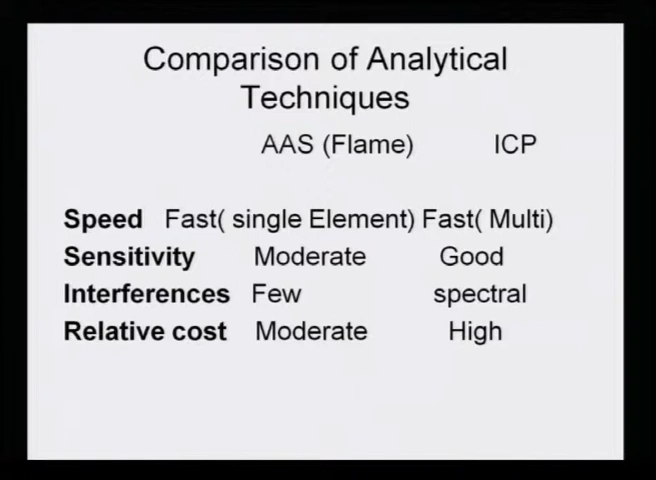 Comparison of Analytical
Techniques
AAS (Flame) ICP
Speed Fast( single Element) Fast( Multi)
Sensitivity Moderate Good
Interferences Few spectral
Relative cost Moderate High